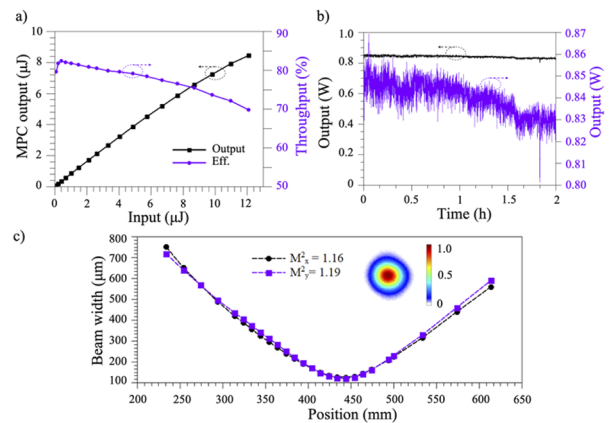 a)
10
8
6
4
2
0
MPC output (µJ)
90
80
70
60
50
Throughput (%)
Output
Eff.
0 2 4 6 8 10 12
Input (µJ)
b)
1.0
0.8
0.6
0.4
0.2
0
Output (W)
0.87
0.86
0.85
0.84
0.83
0.82
0.81
0.80
Output (W)
0 0.5 1 1.5 2
Time (h)
c)
800
700
600
500
400
300
200
100
Beam width (µm)
M²x = 1.16
M²y = 1.19
1.0
0.5
0
200 250 300 350 400 450 500 550 600 650
Position (mm)